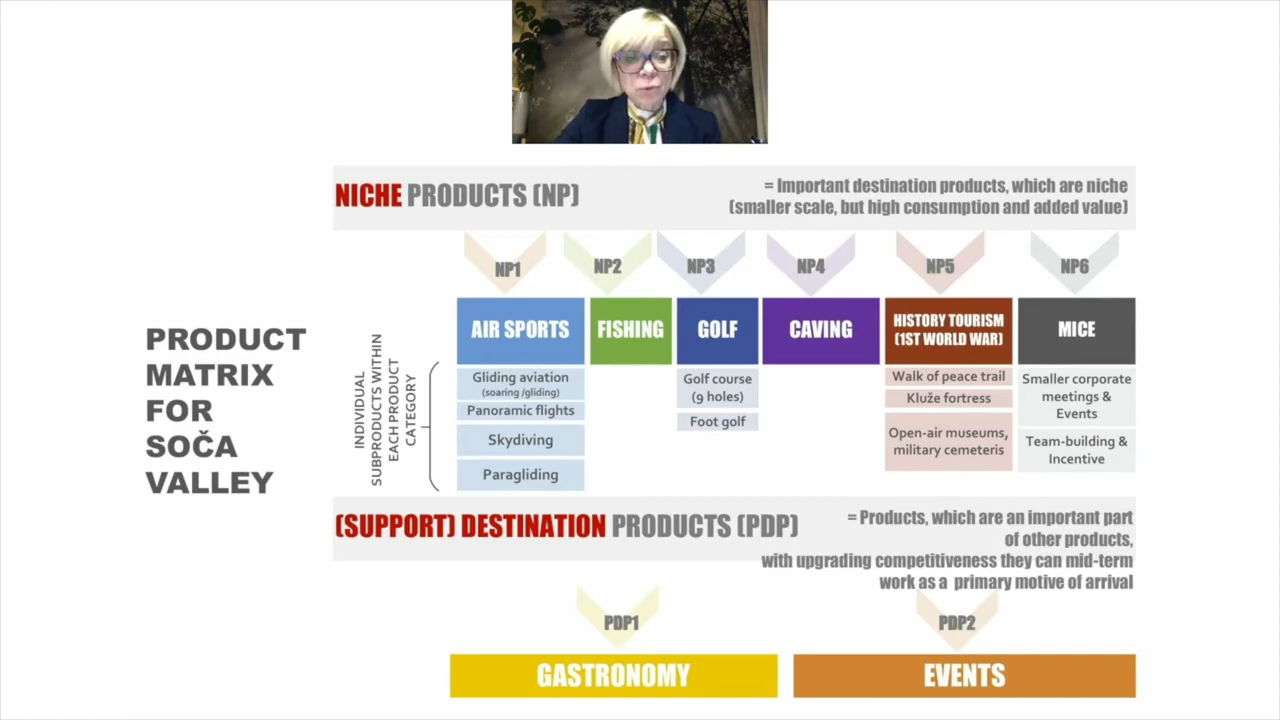 NICHE PRODUCTS (NP)
= Important destination products, which are niche
(smaller scale, but high consumption and added value)
NP1
NP2
NP3
NP4
NP5
NP6
PRODUCT
MATRIX
FOR
SOČA
VALLEY
INDIVIDUAL
SUBPRODUCTS WITHIN
EACH PRODUCT
CATEGORY
AIR SPORTS
Gliding aviation
(soaring /gliding)
Panoramic flights
Skydiving
Paragliding
FISHING
GOLF
Golf course
(9 holes)
Foot golf
CAVING
HISTORY TOURISM
(1ST WORLD WAR)
Walk of peace trail
Kluže fortress
Open-air museums,
military cemeteris
MICE
Smaller corporate
meetings &
Events
Team-building &
Incentive
(SUPPORT) DESTINATION PRODUCTS (PDP)
= Products, which are an important part
of other products,
with upgrading competitiveness they can mid-term
work as a primary motive of arrival
PDP1
PDP2
GASTRONOMY
EVENTS